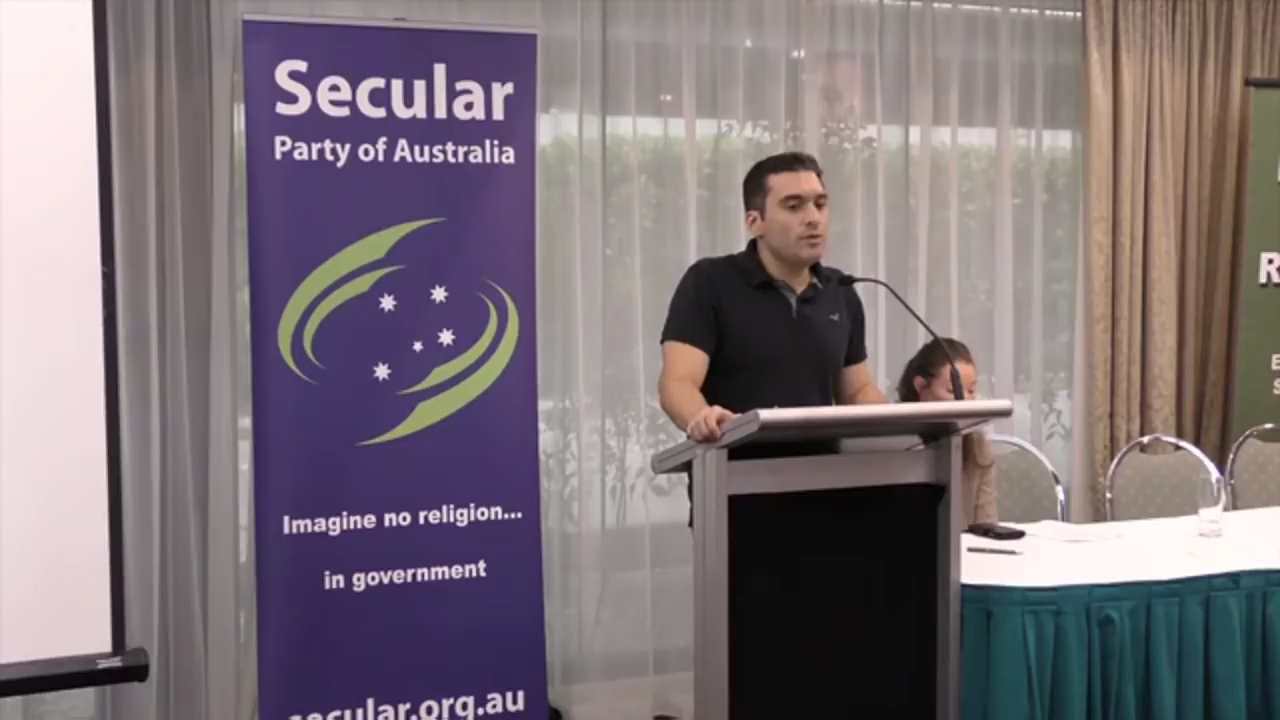 Secular
Party of Australia
Imagine no religion...
in government
secular.org.au